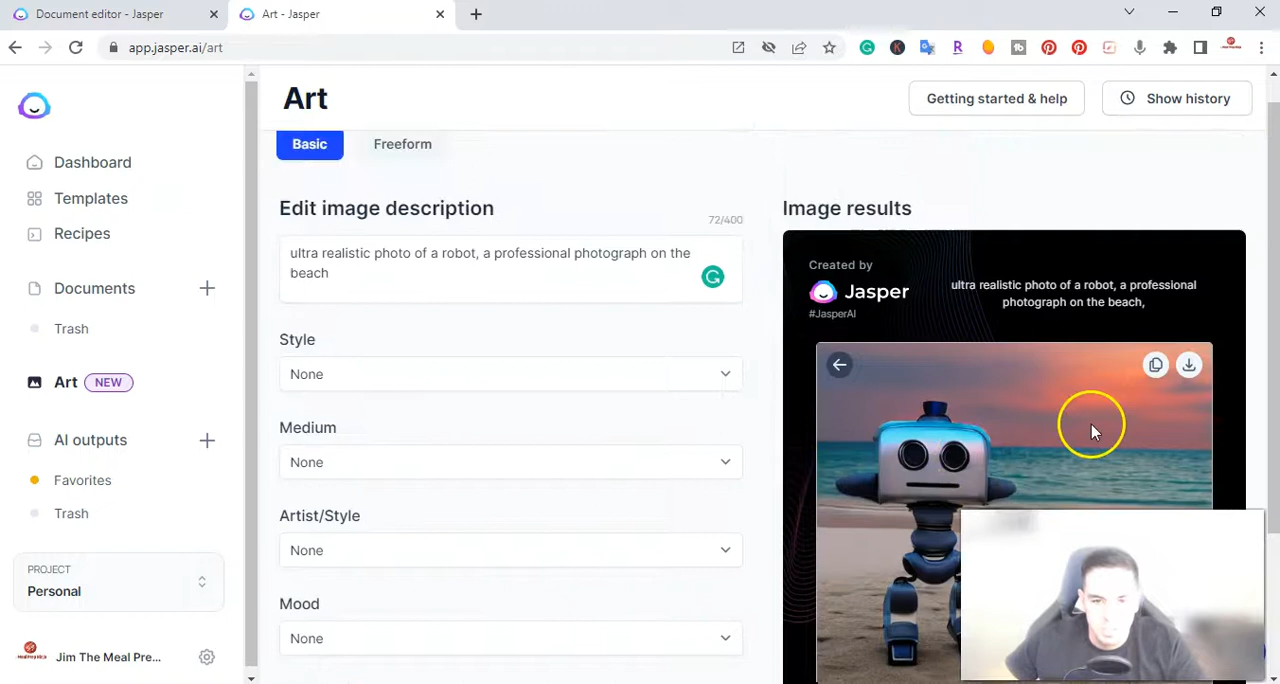 Document editor - Jasper
Art - Jasper
app.jasper.ai/art
Art
Getting started & help
Show history
Basic
Freeform
Dashboard
Templates
Recipes
Documents
Trash
Art NEW
AI outputs
Favorites
Trash
PROJECT
Personal
Jim The Meal Pre...
Edit image description
72/400
ultra realistic photo of a robot, a professional photograph on the
beach
Style
None
Medium
None
Artist/Style
None
Mood
None
Image results
Created by
Jasper
#JasperAI
ultra realistic photo of a robot, a professional
photograph on the beach,